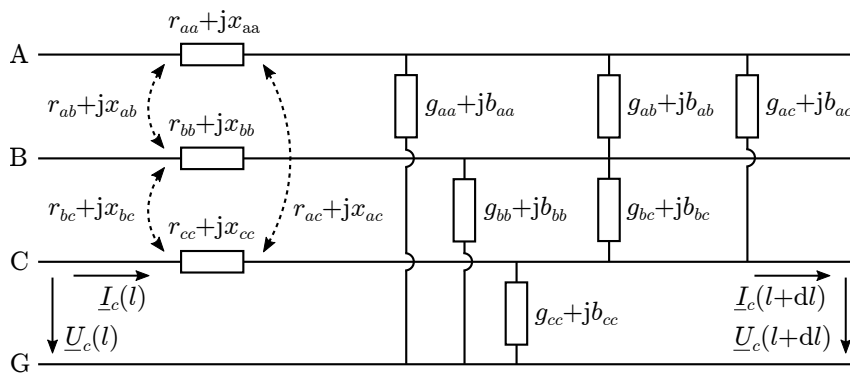 r_aa+jx_aa
A
r_ab+jx_ab
g_aa+jb_aa
g_ab+jb_ab
g_ac+jb_ac
r_bb+jx_bb
B
r_bc+jx_bc
r_ac+jx_ac
g_bb+jb_bb
g_bc+jb_bc
r_cc+jx_cc
C
I_c(l)
I_c(l+dl)
g_cc+jb_cc
U_c(l)
U_c(l+dl)
G